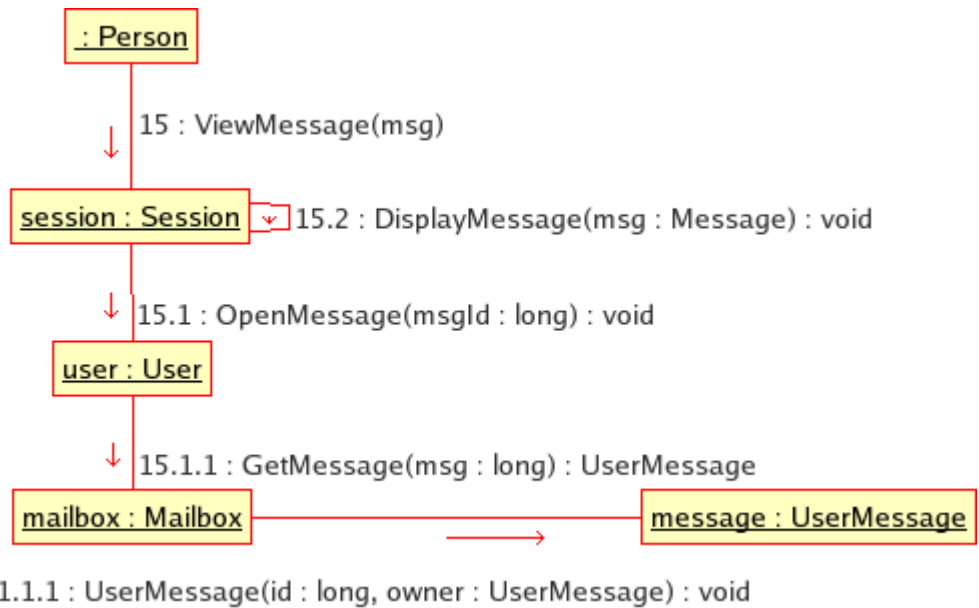 : Person
15 : ViewMessage(msg)
session : Session
15.2 : DisplayMessage(msg : Message) : void
15.1 : OpenMessage(msgId : long) : void
user : User
15.1.1 : GetMessage(msg : long) : UserMessage
mailbox : Mailbox
message : UserMessage
1.1.1 : UserMessage(id : long, owner : UserMessage) : void